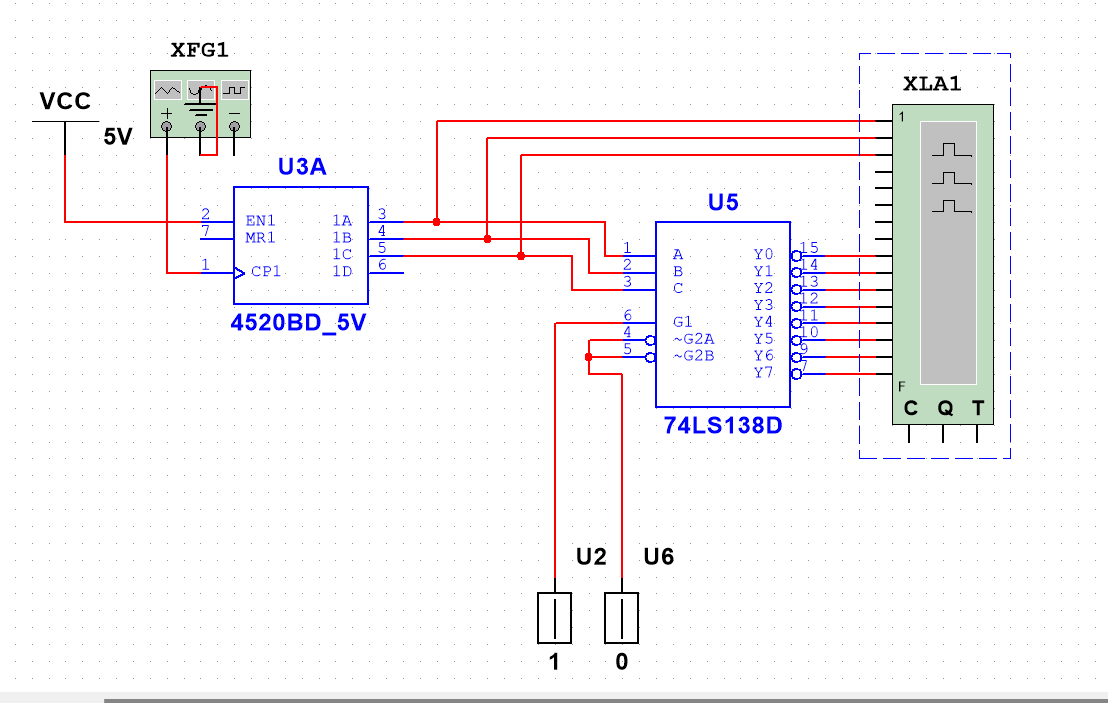 XFG1
VCC
5V
U3A
2 EN1 1A 3
7 MR1 1B 4
1C 5
1 CP1 1D 6
4520BD_5V
U5
1 A Y0 15
2 B Y1 14
3 C Y2 13
Y3 12
6 G1 Y4 11
4 ~G2A Y5 10
5 ~G2B Y6 9
Y7 7
74LS138D
XLA1
1
F
C Q T
U2 U6
1 0